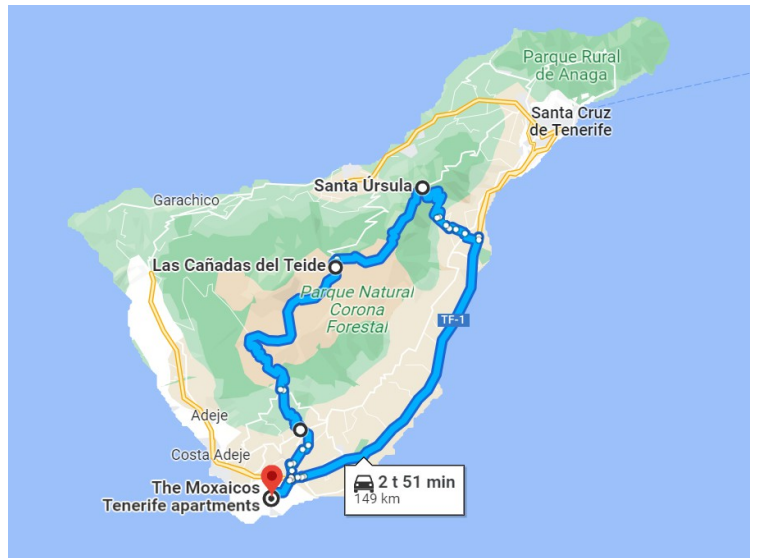 Parque Rural
de Anaga
Santa Cruz
de Tenerife
Santa Úrsula
Garachico
Las Cañadas del Teide
Parque Natural
Corona
Forestal
TF-1
Adeje
Costa Adeje
The Moxaicos
Tenerife apartments
2 t 51 min
149 km